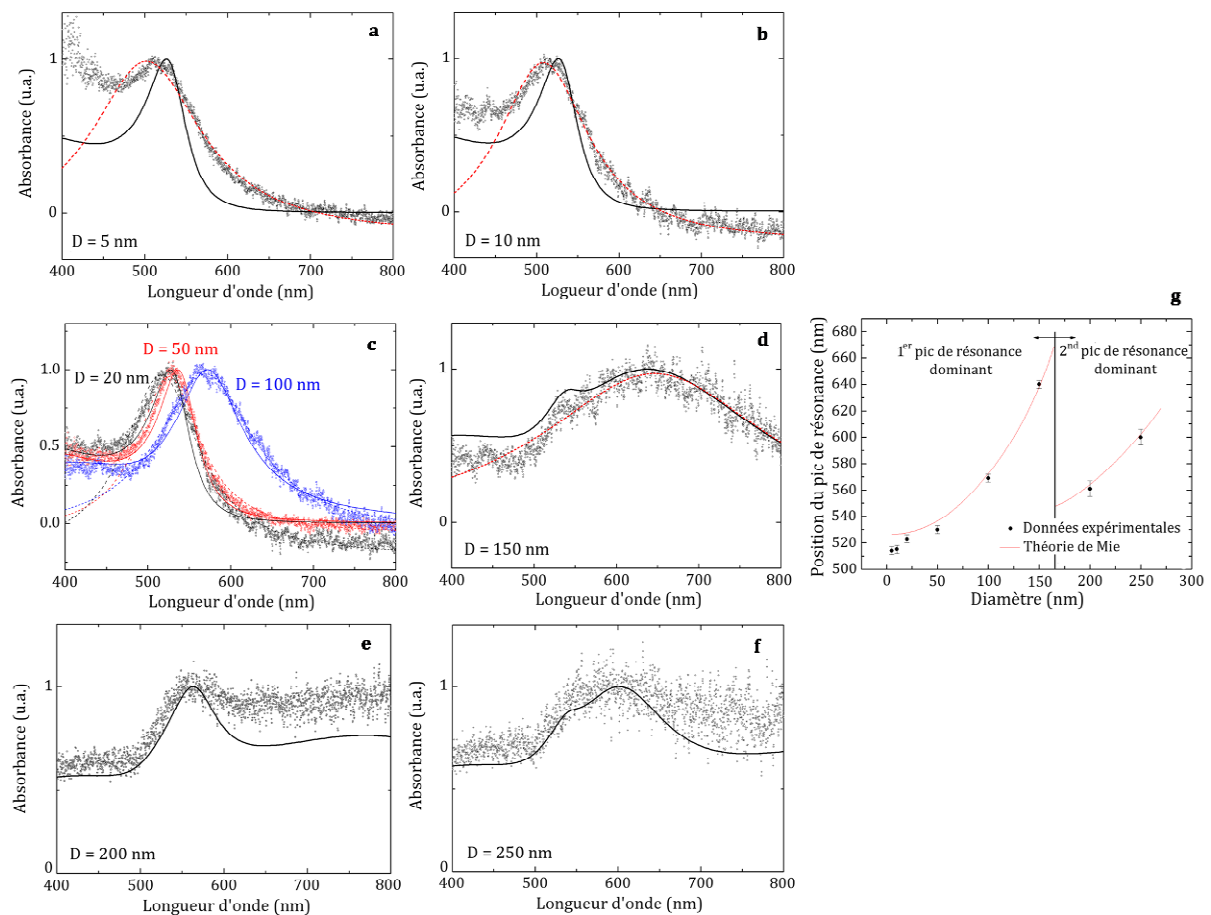 a
Absorbance (u.a.)
1
0
D = 5 nm
400 500 600 700 800
Longueur d'onde (nm)
b
Absorbance (u.a.)
1
0
D = 10 nm
400 500 600 700 800
Longueur d'onde (nm)
c
D = 50 nm
D = 20 nm
D = 100 nm
Absorbance (u.a.)
1.0
0.5
0.0
400 500 600 700 800
Longueur d'onde (nm)
d
Absorbance (u.a.)
1
0
D = 150 nm
400 500 600 700 800
Longueur d'onde (nm)
g
Position du pic de résonance (nm)
680
660
640
620
600
580
560
540
520
500
1er pic de résonance
dominant
2nd pic de résonance
dominant
Données expérimentales
Théorie de Mie
0 50 100 150 200 250 300
Diamètre (nm)
e
Absorbance (u.a.)
1
0
D = 200 nm
400 500 600 700 800
Longueur d'onde (nm)
f
Absorbance (u.a.)
1
0
D = 250 nm
400 500 600 700 800
Longueur d'onde (nm)